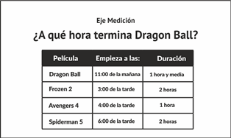 Eje Medición
¿A qué hora termina Dragon Ball?
Película Empieza a las: Duración
Dragon Ball 11:00 de la mañana 1 hora y media
Frozen 2 3:00 de la tarde 2 horas
Avengers 4 4:00 de la tarde 1 hora
Spiderman 5 6:00 de la tarde 2 horas